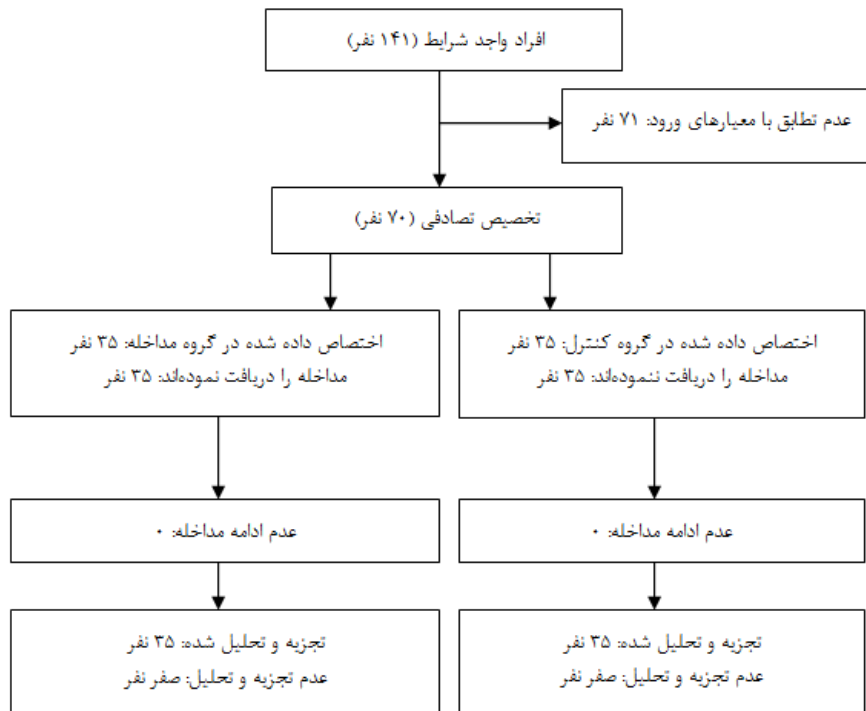 افراد واجد شرایط (۱۴۱ نفر)
عدم تطابق با معیارهای ورود: ۷۱ نفر
تخصیص تصادفی (۷۰ نفر)
اختصاص داده شده در گروه کنترل: ۳۵ نفر
مداخله را دریافت ننموده‌اند: ۳۵ نفر
اختصاص داده شده در گروه مداخله: ۳۵ نفر
مداخله را دریافت نموده‌اند: ۳۵ نفر
عدم ادامه مداخله: ۰
عدم ادامه مداخله: ۰
تجزیه و تحلیل شده: ۳۵ نفر
عدم تجزیه و تحلیل: صفر نفر
تجزیه و تحلیل شده: ۳۵ نفر
عدم تجزیه و تحلیل: صفر نفر